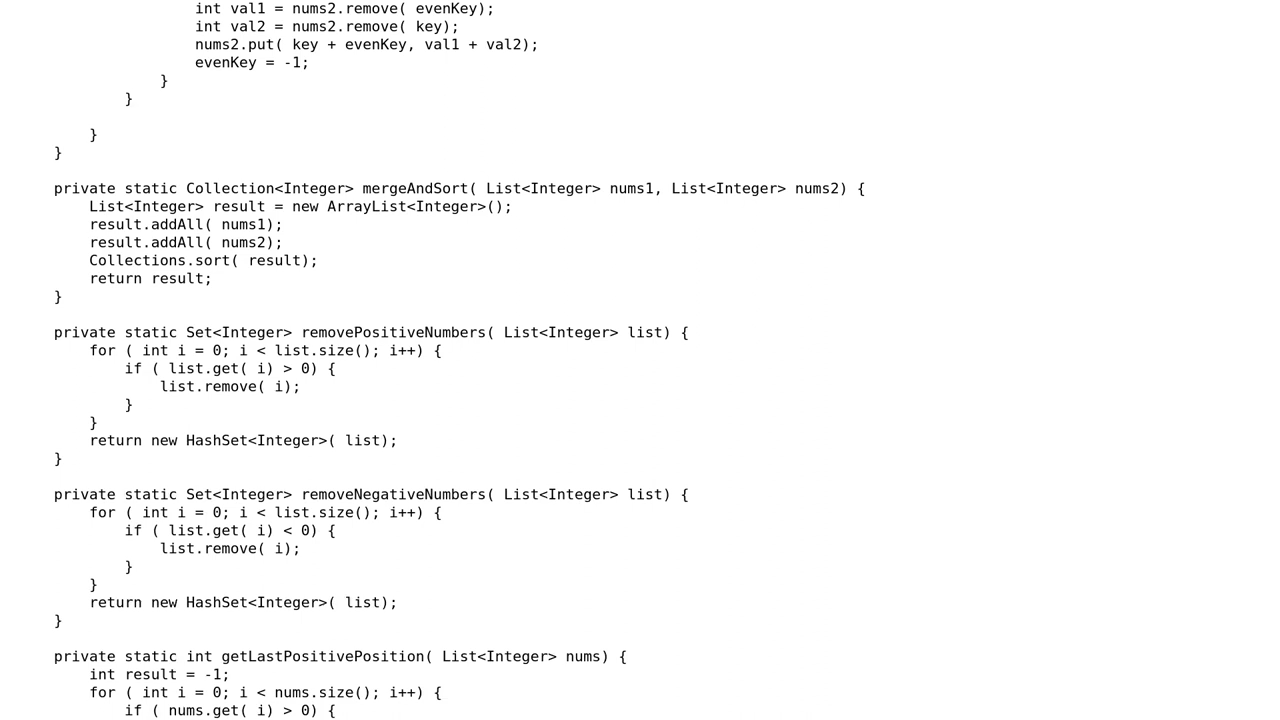 int val1 = nums2.remove( evenKey);
                int val2 = nums2.remove( key);
                nums2.put( key + evenKey, val1 + val2);
                evenKey = -1;
            }
        }

    }
}

private static Collection<Integer> mergeAndSort( List<Integer> nums1, List<Integer> nums2) {
    List<Integer> result = new ArrayList<Integer>();
    result.addAll( nums1);
    result.addAll( nums2);
    Collections.sort( result);
    return result;
}

private static Set<Integer> removePositiveNumbers( List<Integer> list) {
    for ( int i = 0; i < list.size(); i++) {
        if ( list.get( i) > 0) {
            list.remove( i);
        }
    }
    return new HashSet<Integer>( list);
}

private static Set<Integer> removeNegativeNumbers( List<Integer> list) {
    for ( int i = 0; i < list.size(); i++) {
        if ( list.get( i) < 0) {
            list.remove( i);
        }
    }
    return new HashSet<Integer>( list);
}

private static int getLastPositivePosition( List<Integer> nums) {
    int result = -1;
    for ( int i = 0; i < nums.size(); i++) {
        if ( nums.get( i) > 0) {